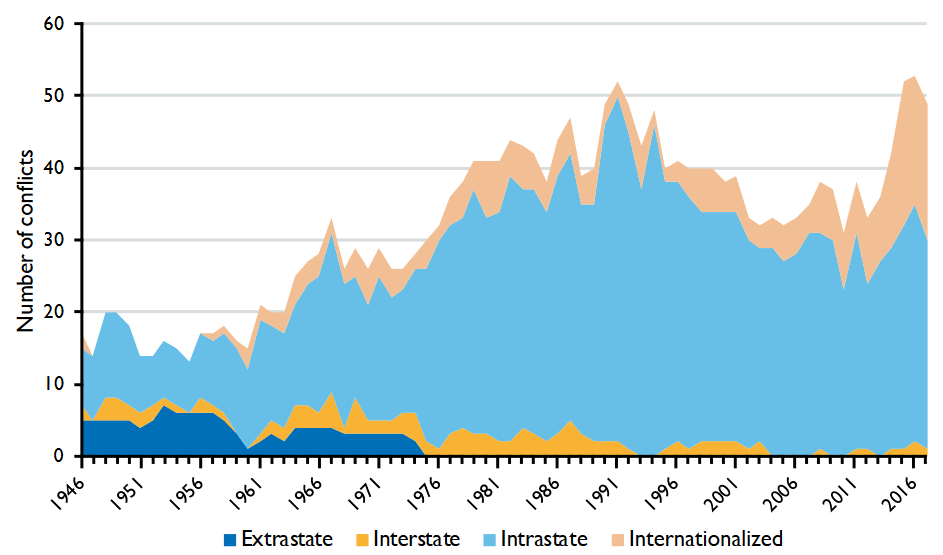 Number of conflicts
60
50
40
30
20
10
0
1946 1951 1956 1961 1966 1971 1976 1981 1986 1991 1996 2001 2006 2011 2016
Extrastate Interstate Intrastate Internationalized